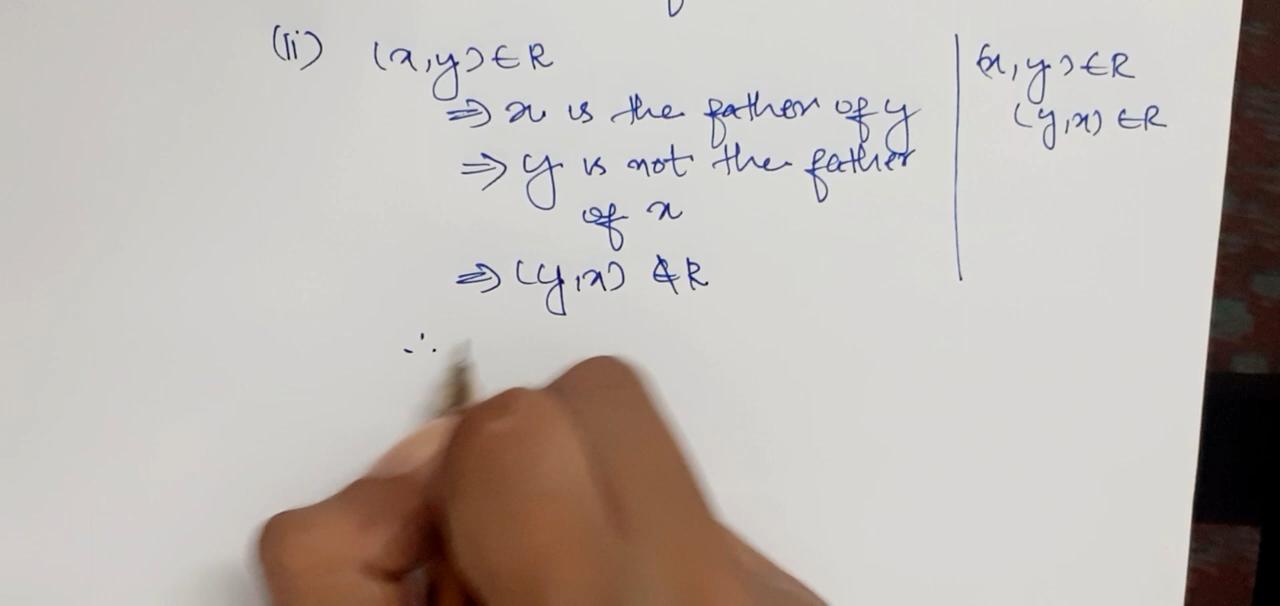 (ii) (x,y) ∈ R
⇒ x is the father of y
⇒ y is not the father
of x
⇒ (y,x) ∉ R
∴
(x,y) ∈ R
(y,x) ∈ R